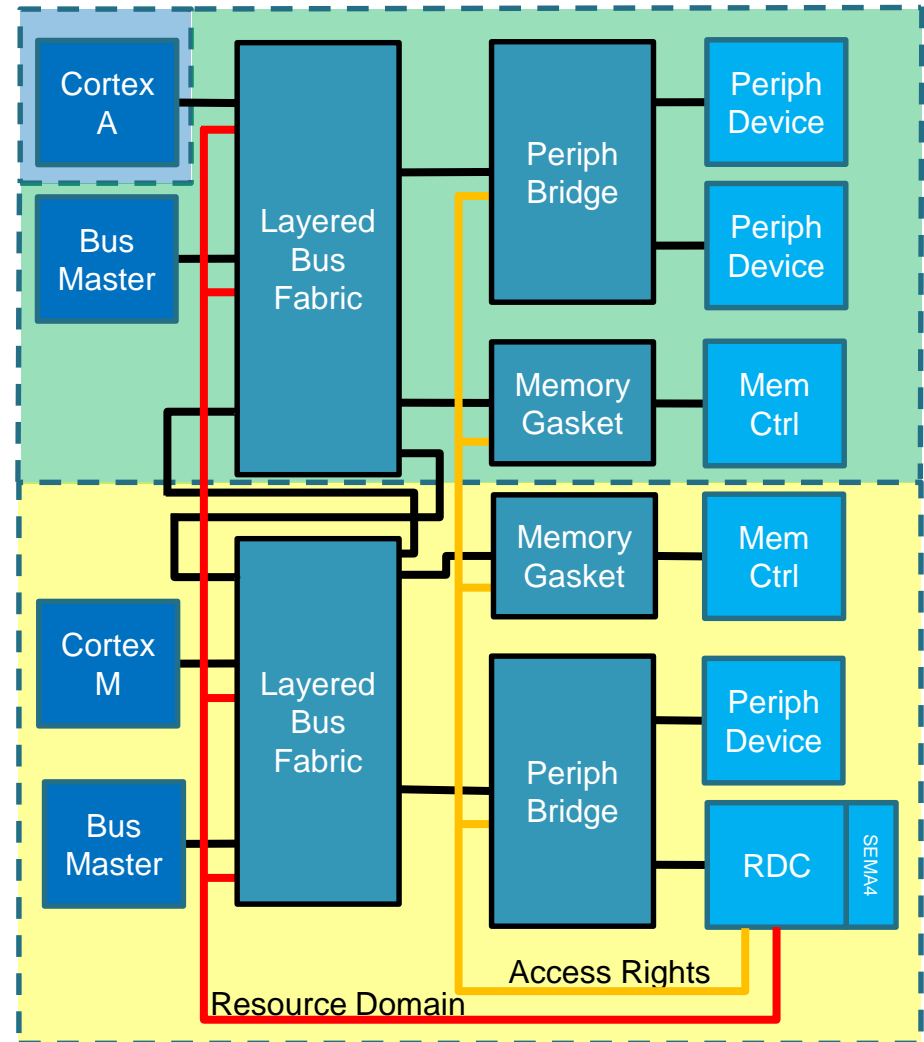 Cortex
A
Bus
Master
Layered
Bus
Fabric
Periph
Bridge
Periph
Device
Periph
Device
Memory
Gasket
Mem
Ctrl
Memory
Gasket
Mem
Ctrl
Cortex
M
Layered
Bus
Fabric
Bus
Master
Periph
Bridge
Periph
Device
RDC
SEMA4
Access Rights
Resource Domain